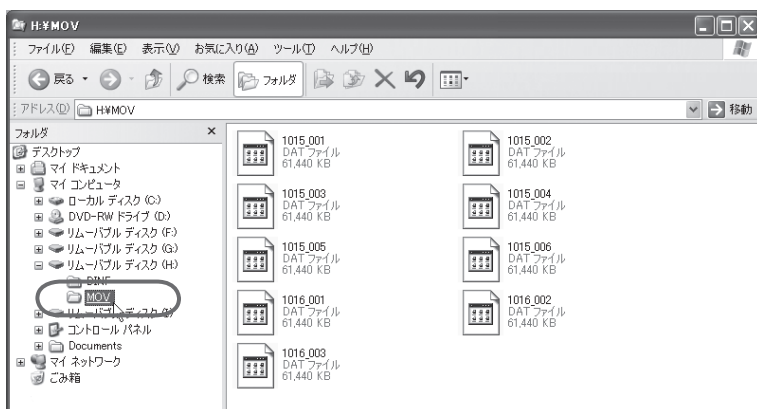 H:¥MOV
ファイル(F) 編集(E) 表示(V) お気に入り(A) ツール(T) ヘルプ(H)
戻る 検索 フォルダ
アドレス(D) H:¥MOV 移動
フォルダ ×
デスクトップ
マイ ドキュメント
マイ コンピュータ
ローカル ディスク (C:)
DVD-RW ドライブ (D:)
リムーバブル ディスク (F:)
リムーバブル ディスク (G:)
リムーバブル ディスク (H:)
DINF
MOV
リムーバブル ディスク
コントロール パネル
Documents
マイ ネットワーク
ごみ箱
1015_001
DAT ファイル
61,440 KB
1015_002
DAT ファイル
61,440 KB
1015_003
DAT ファイル
61,440 KB
1015_004
DAT ファイル
61,440 KB
1015_005
DAT ファイル
61,440 KB
1015_006
DAT ファイル
61,440 KB
1016_001
DAT ファイル
61,440 KB
1016_002
DAT ファイル
61,440 KB
1016_003
DAT ファイル
61,440 KB